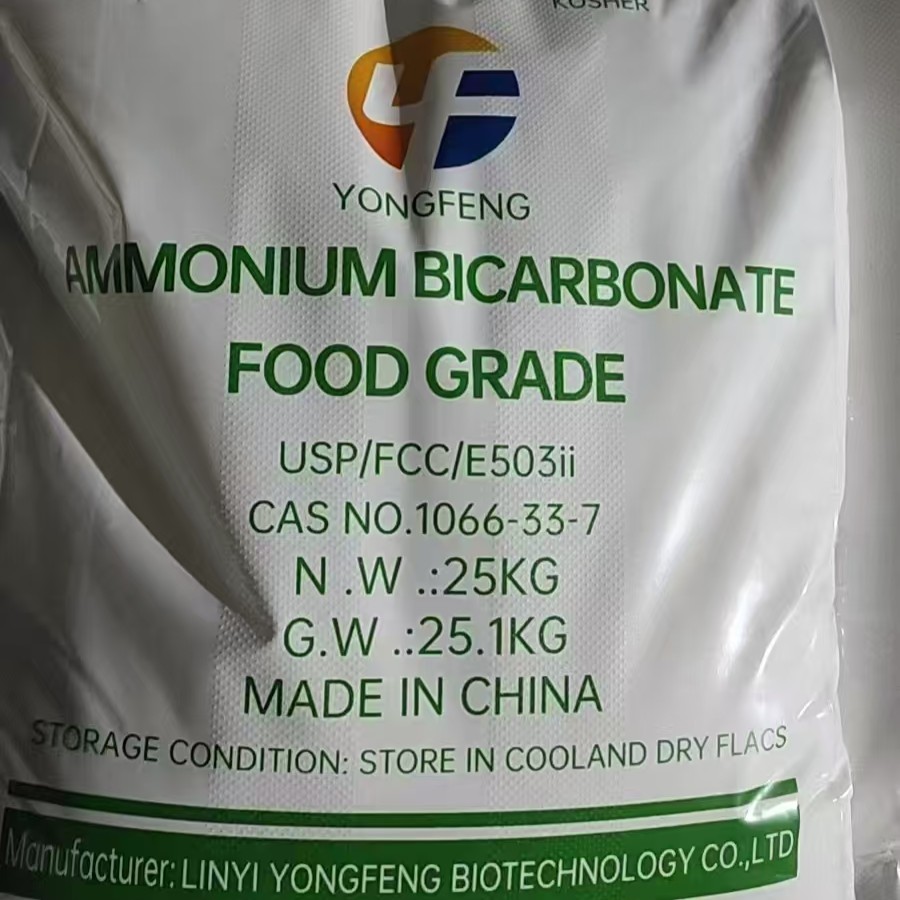 KOSHER
YONGFENG
AMMONIUM BICARBONATE
FOOD GRADE
USP/FCC/E503ii
CAS NO.1066-33-7
N .W .:25KG
G.W .:25.1KG
MADE IN CHINA
STORAGE CONDITION: STORE IN COOLAND DRY FLACS
Manufacturer: LINYI YONGFENG BIOTECHNOLOGY CO.,LTD